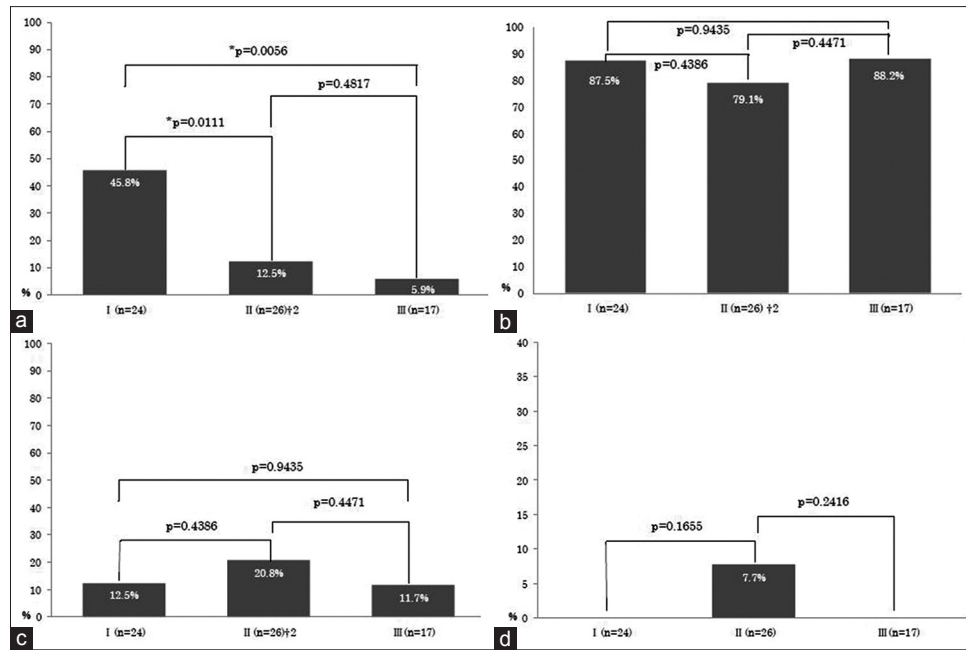 100
90
80
70
60
50
40
30
20
10
% 0
*p=0.0056
p=0.4817
*p=0.0111
45.8%
12.5%
5.9%
I (n=24) II (n=26)†2 III(n=17)
a
100
90
80
70
60
50
40
30
20
10
% 0
p=0.9435
p=0.4386 p=0.4471
87.5%
79.1%
88.2%
I (n=24) II (n=26) †2 III(n=17)
b
100
90
80
70
60
50
40
30
20
10
% 0
p=0.9435
p=0.4386
p=0.4471
12.5%
20.8%
11.7%
I (n=24) II (n=26)†2 III(n=17)
c
40
35
30
25
20
15
10
5
% 0
p=0.1655
p=0.2416
7.7%
I (n=24) II (n=26) III(n=17)
d